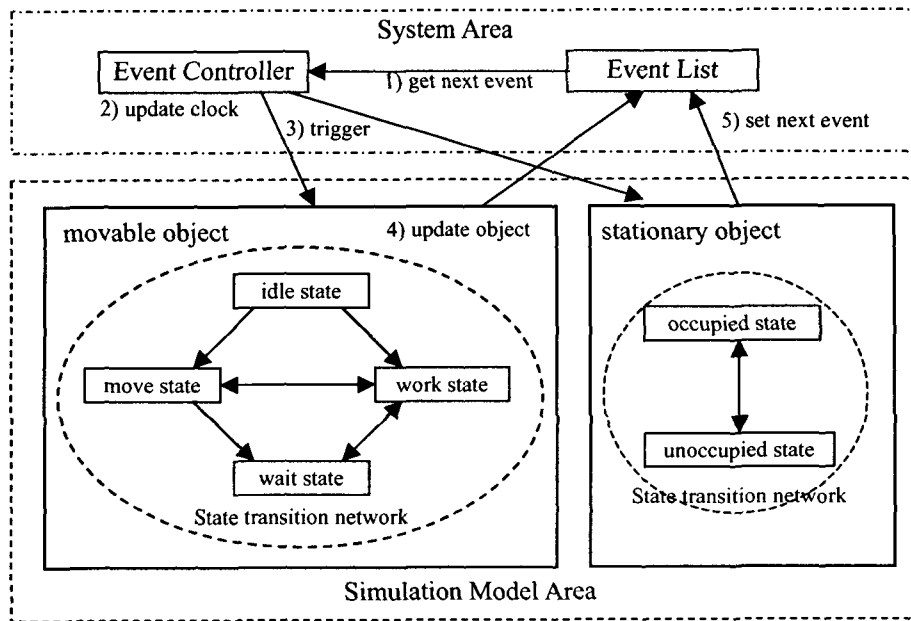 System Area
Event Controller
Event List
1) get next event
2) update clock
3) trigger
5) set next event
movable object
4) update object
stationary object
idle state
move state
work state
wait state
State transition network
occupied state
unoccupied state
State transition network
Simulation Model Area